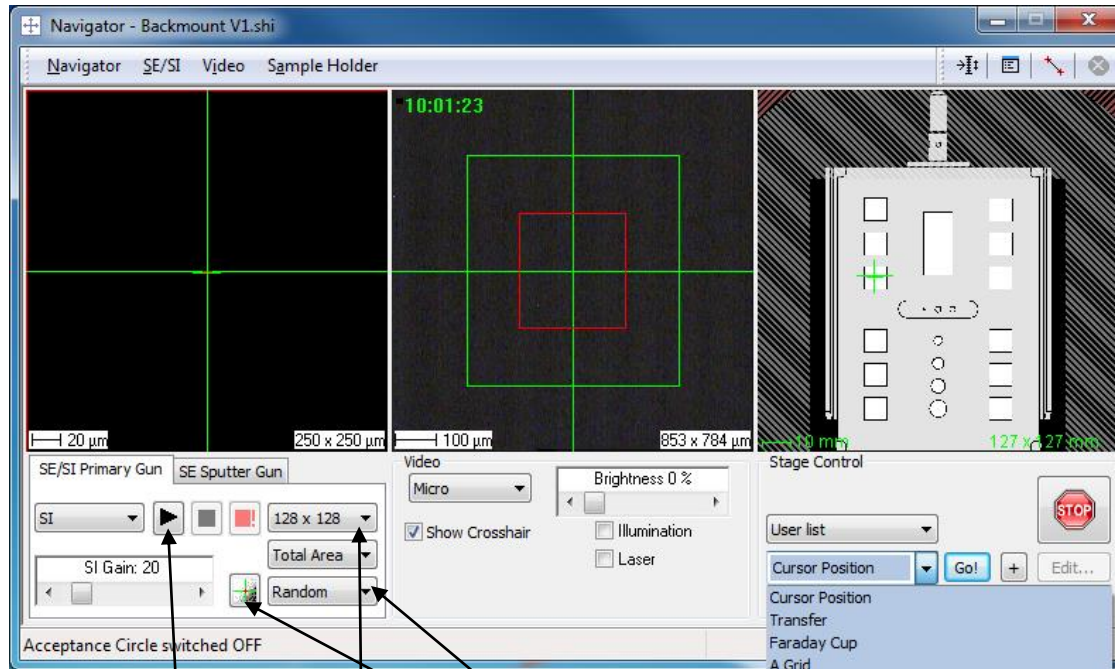 Navigator - Backmount V1.shi
Navigator SE/SI Video Sample Holder
10:01:23
20 µm
250 x 250 µm
100 µm
853 x 784 µm
10 mm
127 x 127 mm
SE/SI Primary Gun
SE Sputter Gun
SI
128 x 128
Total Area
SI Gain: 20
Random
Video
Micro
Brightness 0 %
Show Crosshair
Illumination
Laser
Stage Control
STOP
User list
Cursor Position
Go!
+
Edit...
Cursor Position
Transfer
Faraday Cup
A Grid
Acceptance Circle switched OFF